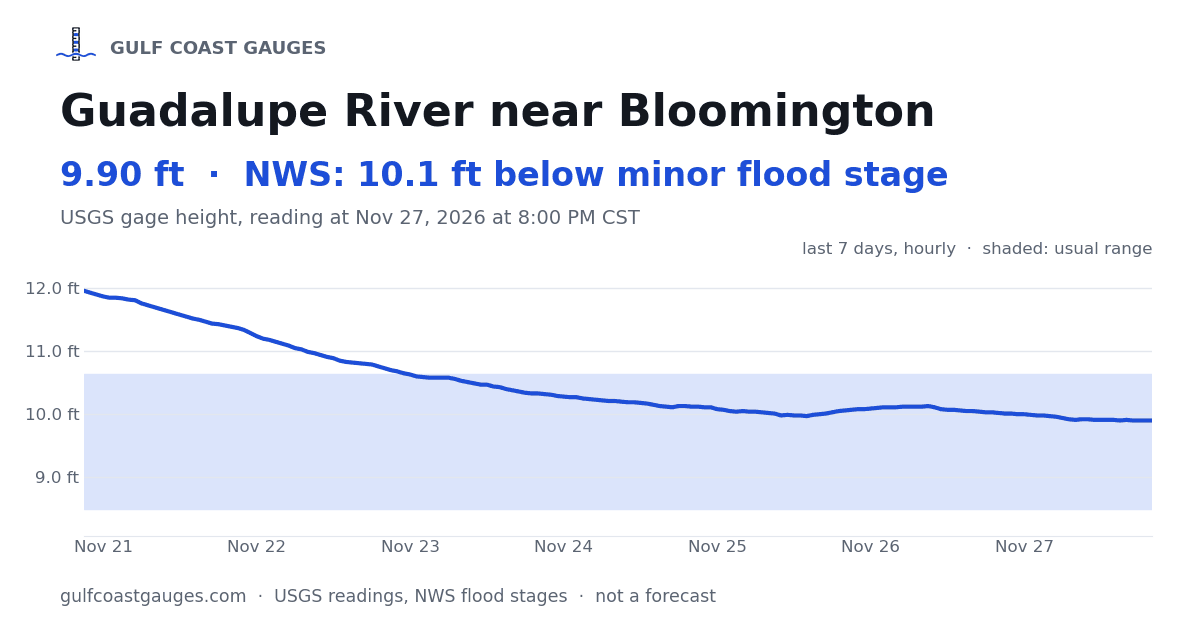 GULF COAST GAUGES
Guadalupe River near Bloomington
9.90 ft · NWS: 10.1 ft below minor flood stage
USGS gage height, reading at Nov 27, 2026 at 8:00 PM CST
last 7 days, hourly · shaded: usual range
12.0 ft
11.0 ft
10.0 ft
9.0 ft
Nov 21 Nov 22 Nov 23 Nov 24 Nov 25 Nov 26 Nov 27
gulfcoastgauges.com · USGS readings, NWS flood stages · not a forecast